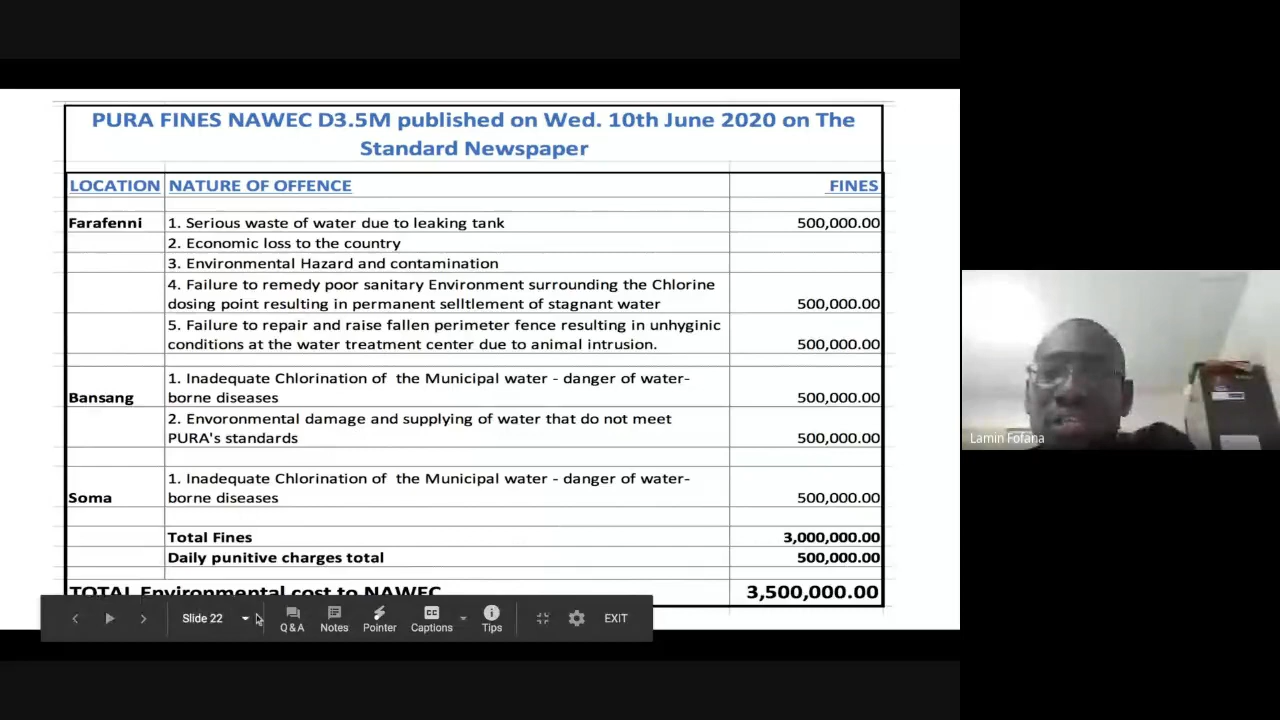 PURA FINES NAWEC D3.5M published on Wed. 10th June 2020 on The
Standard Newspaper
LOCATION NATURE OF OFFENCE FINES
Farafenni 1. Serious waste of water due to leaking tank 500,000.00
2. Economic loss to the country
3. Environmental Hazard and contamination
4. Failure to remedy poor sanitary Environment surrounding the Chlorine
dosing point resulting in permanent selltlement of stagnant water 500,000.00
5. Failure to repair and raise fallen perimeter fence resulting in unhyginic
conditions at the water treatment center due to animal intrusion. 500,000.00
1. Inadequate Chlorination of the Municipal water - danger of water-
Bansang borne diseases 500,000.00
2. Envoronmental damage and supplying of water that do not meet
PURA's standards 500,000.00
1. Inadequate Chlorination of the Municipal water - danger of water-
Soma borne diseases 500,000.00
Total Fines 3,000,000.00
Daily punitive charges total 500,000.00
TOTAL Environmental cost to NAWEC 3,500,000.00
Slide 22 Q&A Notes Pointer Captions Tips EXIT
Lamin Fofana